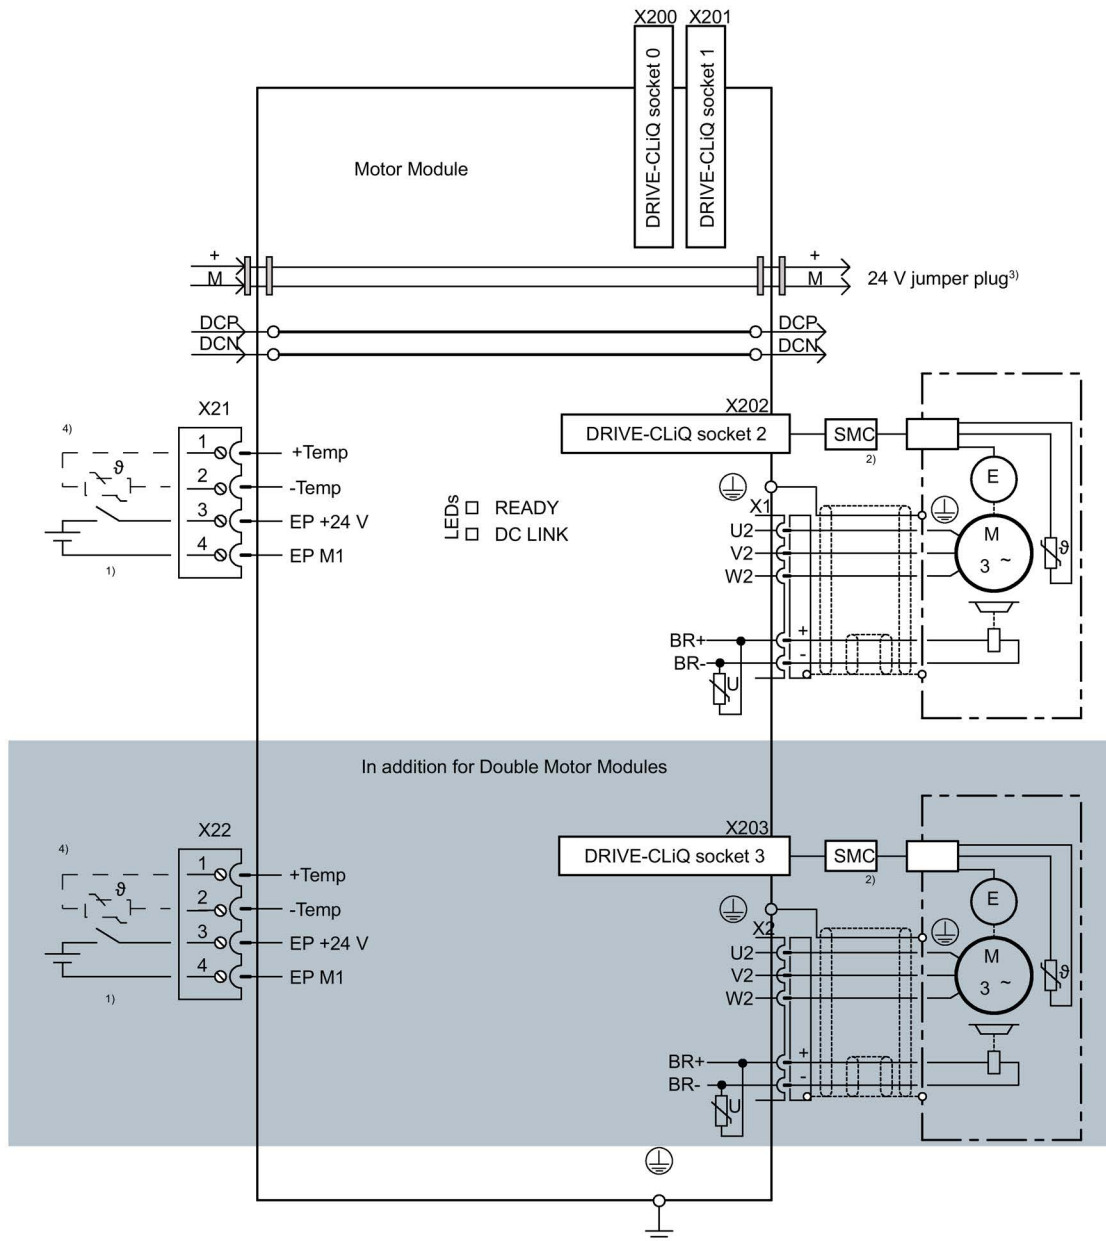 X200 X201
DRIVE-CLiQ socket 0
DRIVE-CLiQ socket 1
Motor Module
+ +
M M 24 V jumper plug3)
DCP DCP
DCN DCN
X21
4)
1 +Temp
ϑ
2 -Temp
3 EP +24 V
4 EP M1
1)
LEDs
READY
DC LINK
X202
DRIVE-CLiQ socket 2 SMC
2)
E
X1
U2
V2
W2
M
3 ~
ϑ
BR+ +
BR- -
U
In addition for Double Motor Modules
X22
4)
1 +Temp
ϑ
2 -Temp
3 EP +24 V
4 EP M1
1)
X203
DRIVE-CLiQ socket 3 SMC
2)
E
X2
U2
V2
W2
M
3 ~
ϑ
BR+ +
BR- -
U